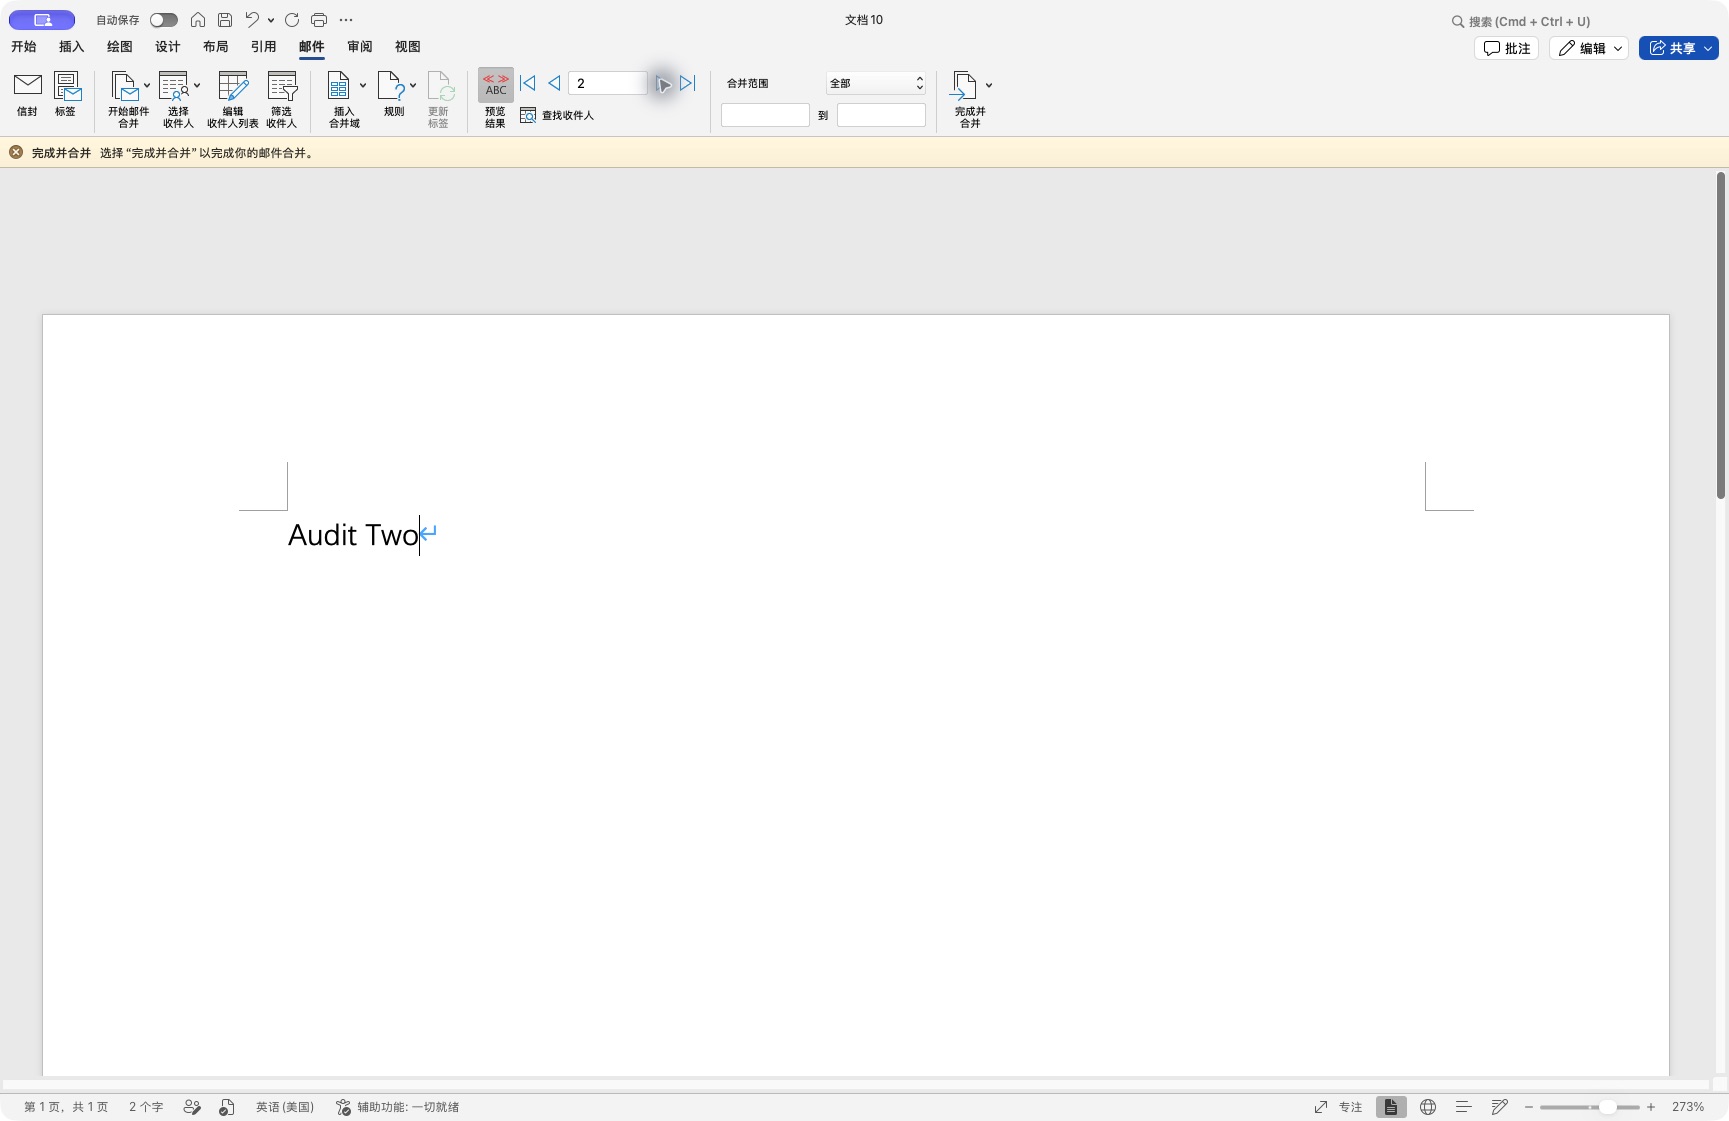 自动保存
文档10
搜索 (Cmd + Ctrl + U)
开始 插入 绘图 设计 布局 引用 邮件 审阅 视图
批注 编辑 共享
信封
标签
开始邮件
合并
选择
收件人
编辑
收件人列表
筛选
收件人
插入
合并域
规则
更新
标签
ABC
预览
结果
2
查找收件人
合并范围 全部
到
完成并
合并
完成并合并 选择“完成并合并”以完成你的邮件合并。
Audit Two
第1页，共1页 2个字 英语(美国) 辅助功能: 一切就绪 专注 273%